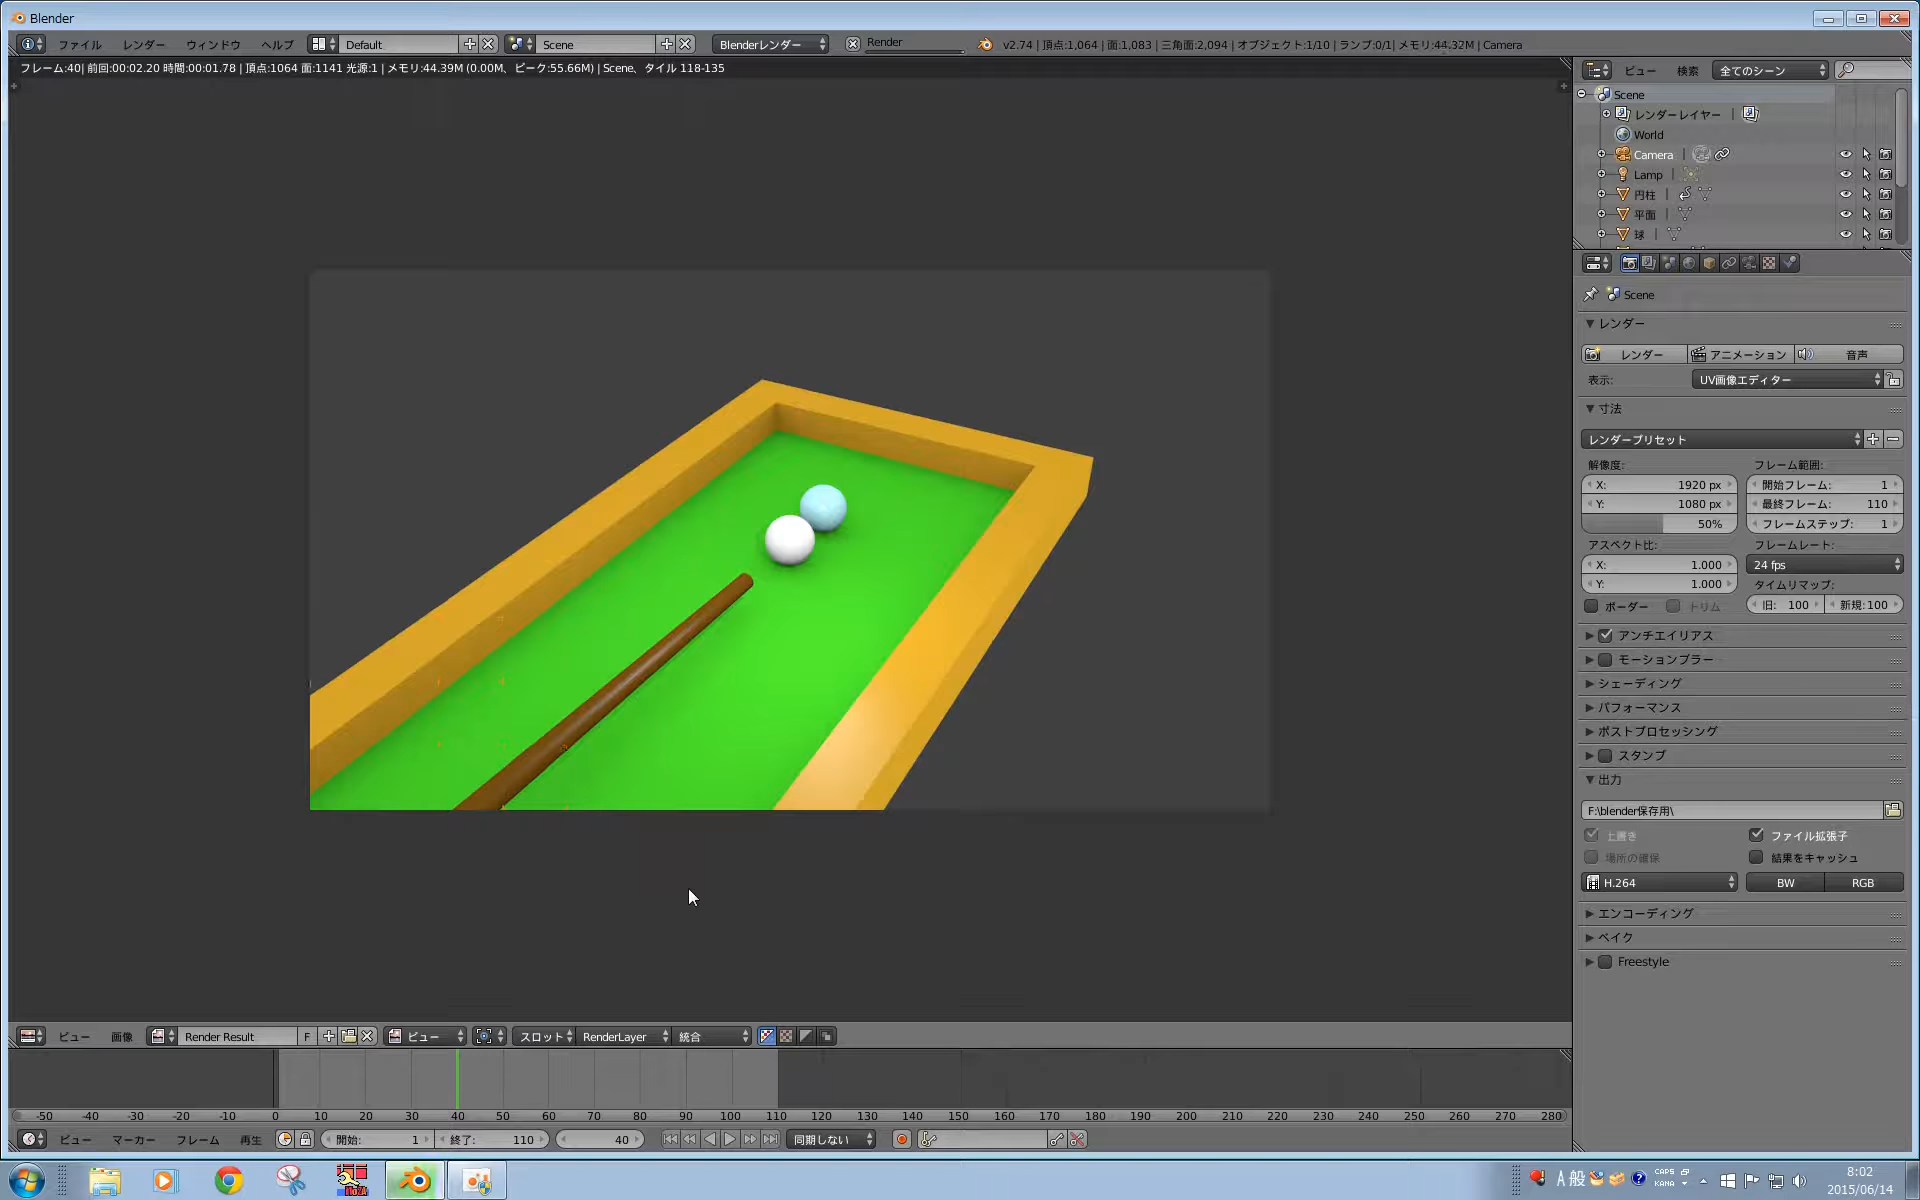 Blender
ファイル レンダー ウィンドウ ヘルプ Default Scene Blenderレンダー Render v2.74 | 頂点:1,064 | 面:1,083 | 三角面:2,094 | オブジェクト:1/10 | ランプ:0/1| メモリ:44.32M | Camera
フレーム:40| 前回:00:02.20 時間:00:01.78 | 頂点:1064 面:1141 光源:1 | メモリ:44.39M (0.00M、ピーク:55.66M) | Scene、タイル 118-135
ビュー 検索 全てのシーン
Scene
レンダーレイヤー |
World
Camera |
Lamp |
円柱 |
平面 |
球 |
Scene
レンダー
レンダー アニメーション 音声
表示: UV画像エディター
寸法
レンダープリセット
解像度: フレーム範囲:
X: 1920 px 開始フレーム: 1
Y: 1080 px 最終フレーム: 110
50% フレームステップ: 1
アスペクト比: フレームレート:
X: 1.000 24 fps
Y: 1.000 タイムリマップ:
ボーダー トリム 旧: 100 新規:100
アンチエイリアス
モーションブラー
シェーディング
パフォーマンス
ポストプロセッシング
スタンプ
出力
F:\blender保存用\
上書き ファイル拡張子
場所の確保 結果をキャッシュ
H.264 BW RGB
エンコーディング
ベイク
Freestyle
ビュー 画像 Render Result F ビュー スロット RenderLayer 統合
-50 -40 -30 -20 -10 0 10 20 30 40 50 60 70 80 90 100 110 120 130 140 150 160 170 180 190 200 210 220 230 240 250 260 270 280
ビュー マーカー フレーム 再生 開始: 1 終了: 110 40 同期しない
A 般 CAPS KANA 8:02
2015/06/14